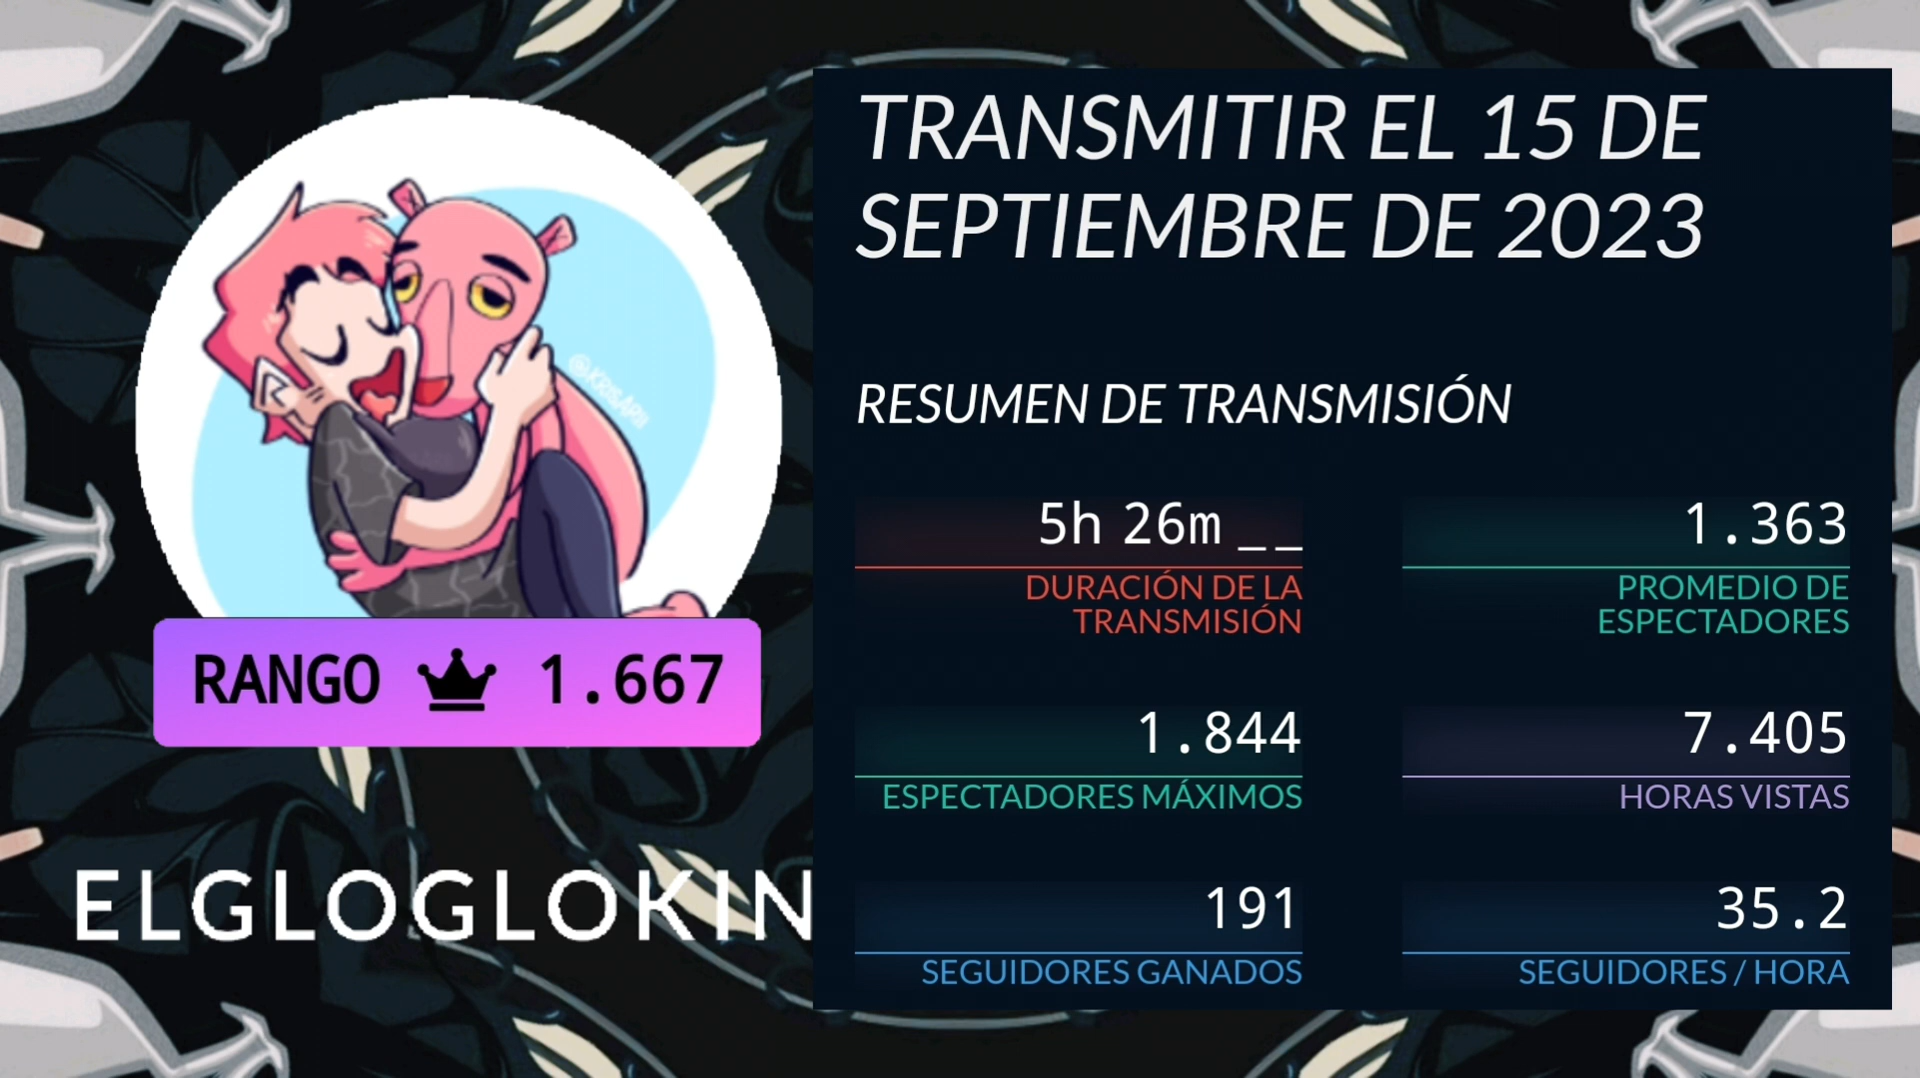 @KRISAPII
RANGO 1.667
ELGLOGLOKIN
TRANSMITIR EL 15 DE
SEPTIEMBRE DE 2023
RESUMEN DE TRANSMISIÓN
5h 26m _ _
DURACIÓN DE LA
TRANSMISIÓN
1.363
PROMEDIO DE
ESPECTADORES
1.844
ESPECTADORES MÁXIMOS
7.405
HORAS VISTAS
191
SEGUIDORES GANADOS
35.2
SEGUIDORES / HORA